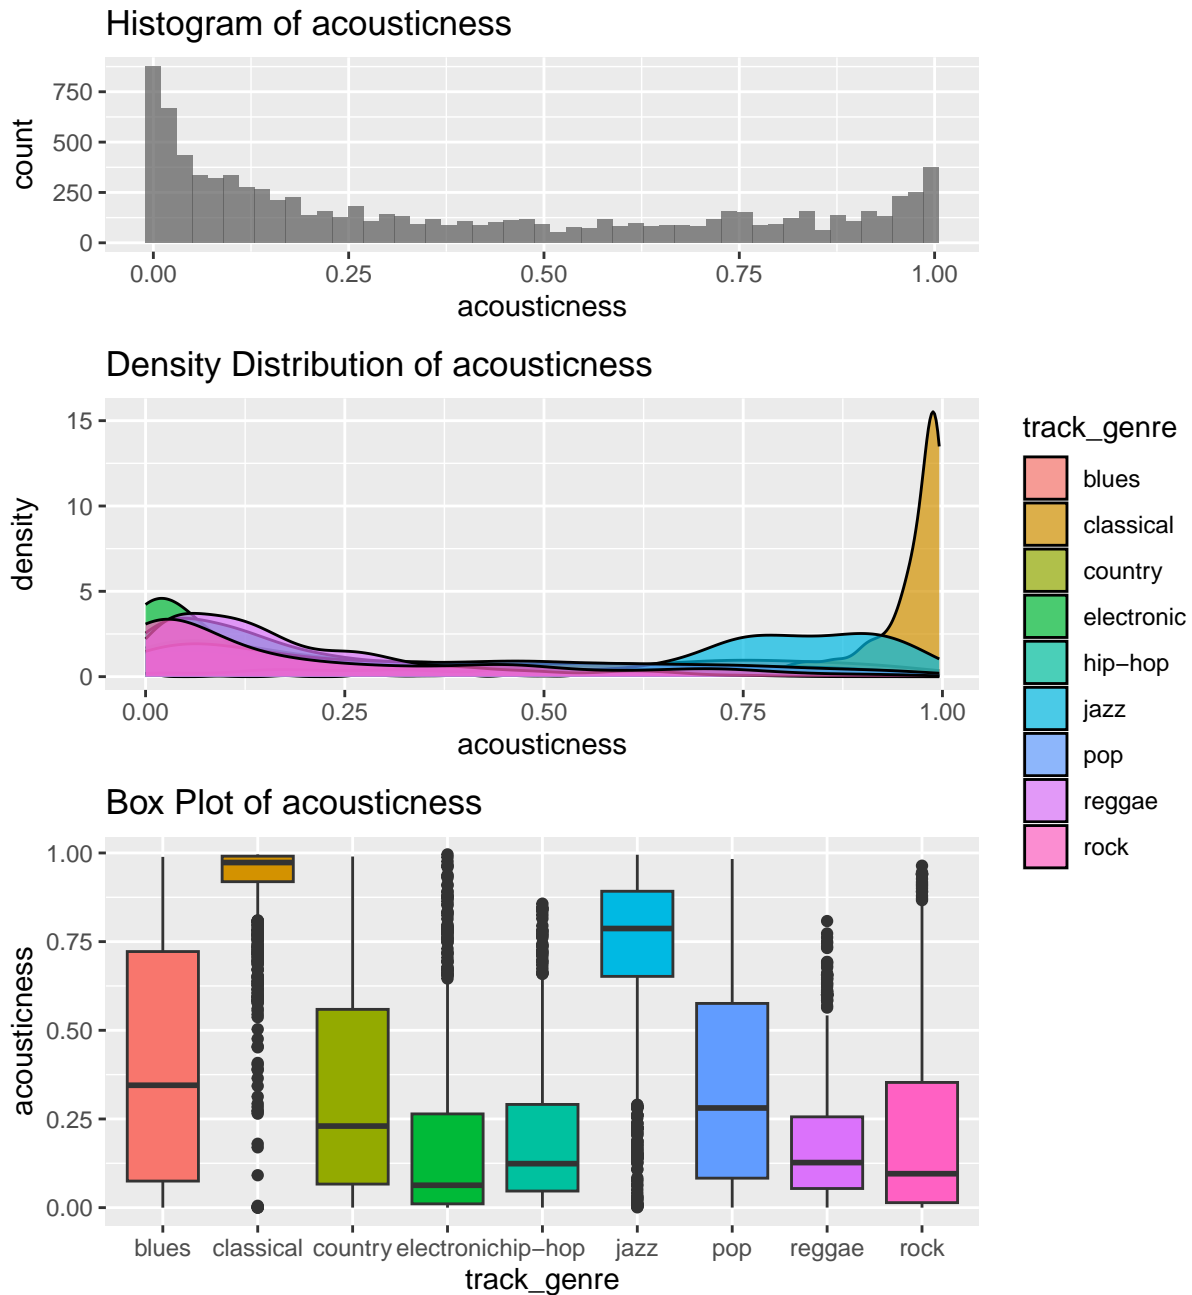 Histogram of acousticness
count
750
500
250
0
0.00 0.25 0.50 0.75 1.00
acousticness
Density Distribution of acousticness
density
15
10
5
0
0.00 0.25 0.50 0.75 1.00
acousticness
track_genre
blues
classical
country
electronic
hip−hop
jazz
pop
reggae
rock
Box Plot of acousticness
acousticness
1.00
0.75
0.50
0.25
0.00
blues classical country electronic hip−hop jazz pop reggae rock
track_genre